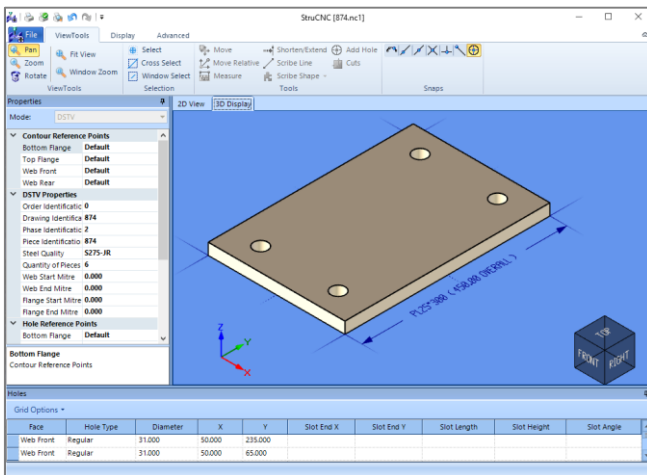 StruCNC [874.nc1]
File ViewTools Display Advanced
Pan Fit View Select Move Shorten/Extend Add Hole
Zoom Window Zoom Cross Select Move Relative Scribe Line Cuts
Rotate Window Select Measure Scribe Shape
ViewTools Selection Tools Snaps
Properties 2D View 3D Display
Mode: DSTV
Contour Reference Points
Bottom Flange Default
Top Flange Default
Web Front Default
Web Rear Default
DSTV Properties
Order Identificatic 0
Drawing Identifica 874
Phase Identificatic 2
Piece Identificatio 874
Steel Quality S275-JR
Quantity of Pieces 6
Web Start Mitre 0.000
Web End Mitre 0.000
Flange Start Mitre 0.000
Flange End Mitre 0.000
Hole Reference Points
Bottom Flange Default
Bottom Flange
Contour Reference Points
PL25*300 ( 450.00 OVERALL )
Z
Y
X
TOP
FRONT RIGHT
Holes
Grid Options
Face Hole Type Diameter X Y Slot End X Slot End Y Slot Length Slot Height Slot Angle
Web Front Regular 31.000 50.000 235.000
Web Front Regular 31.000 50.000 65.000